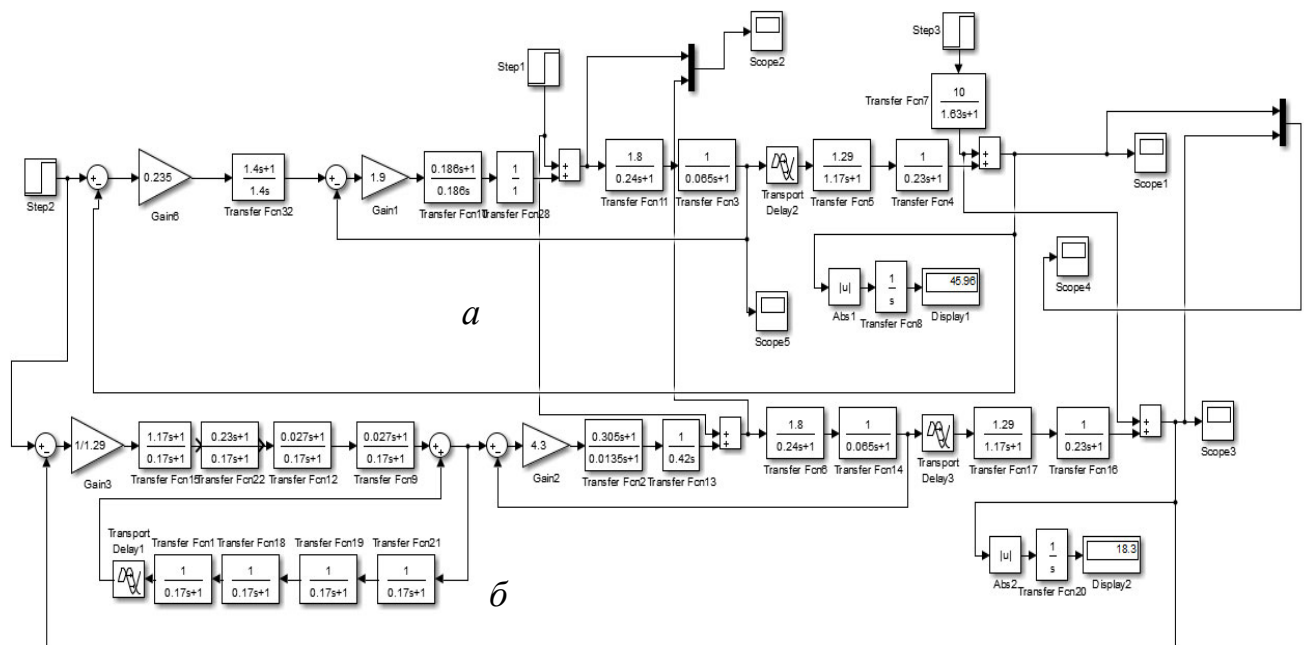 Step1
Scope2
Step3
Transfer Fcn7
10
1.63s+1
Scope1
Step2
0.235
Gain6
1.4s+1
1.4s
Transfer Fcn32
1.9
Gain1
0.186s+1
0.186s
Transfer Fcn10
1
1
Transfer Fcn28
1.8
0.24s+1
Transfer Fcn11
1
0.065s+1
Transfer Fcn3
Transport
Delay2
1.29
1.17s+1
Transfer Fcn5
1
0.23s+1
Transfer Fcn4
Scope4
|u|
Abs1
1
s
Transfer Fcn8
45.96
Display1
Scope5
а
1/1.29
Gain3
1.17s+1
0.17s+1
Transfer Fcn15
0.23s+1
0.17s+1
Transfer Fcn22
0.027s+1
0.17s+1
Transfer Fcn12
0.027s+1
0.17s+1
Transfer Fcn9
4.3
Gain2
0.305s+1
0.0135s+1
Transfer Fcn2
1
0.42s
Transfer Fcn13
1.8
0.24s+1
Transfer Fcn6
1
0.065s+1
Transfer Fcn14
Transport
Delay3
1.29
1.17s+1
Transfer Fcn17
1
0.23s+1
Transfer Fcn16
Scope3
Transport
Delay1
Transfer Fcn1
1
0.17s+1
Transfer Fcn18
1
0.17s+1
Transfer Fcn19
1
0.17s+1
Transfer Fcn21
1
0.17s+1
б
|u|
Abs2
1
s
Transfer Fcn20
18.3
Display2